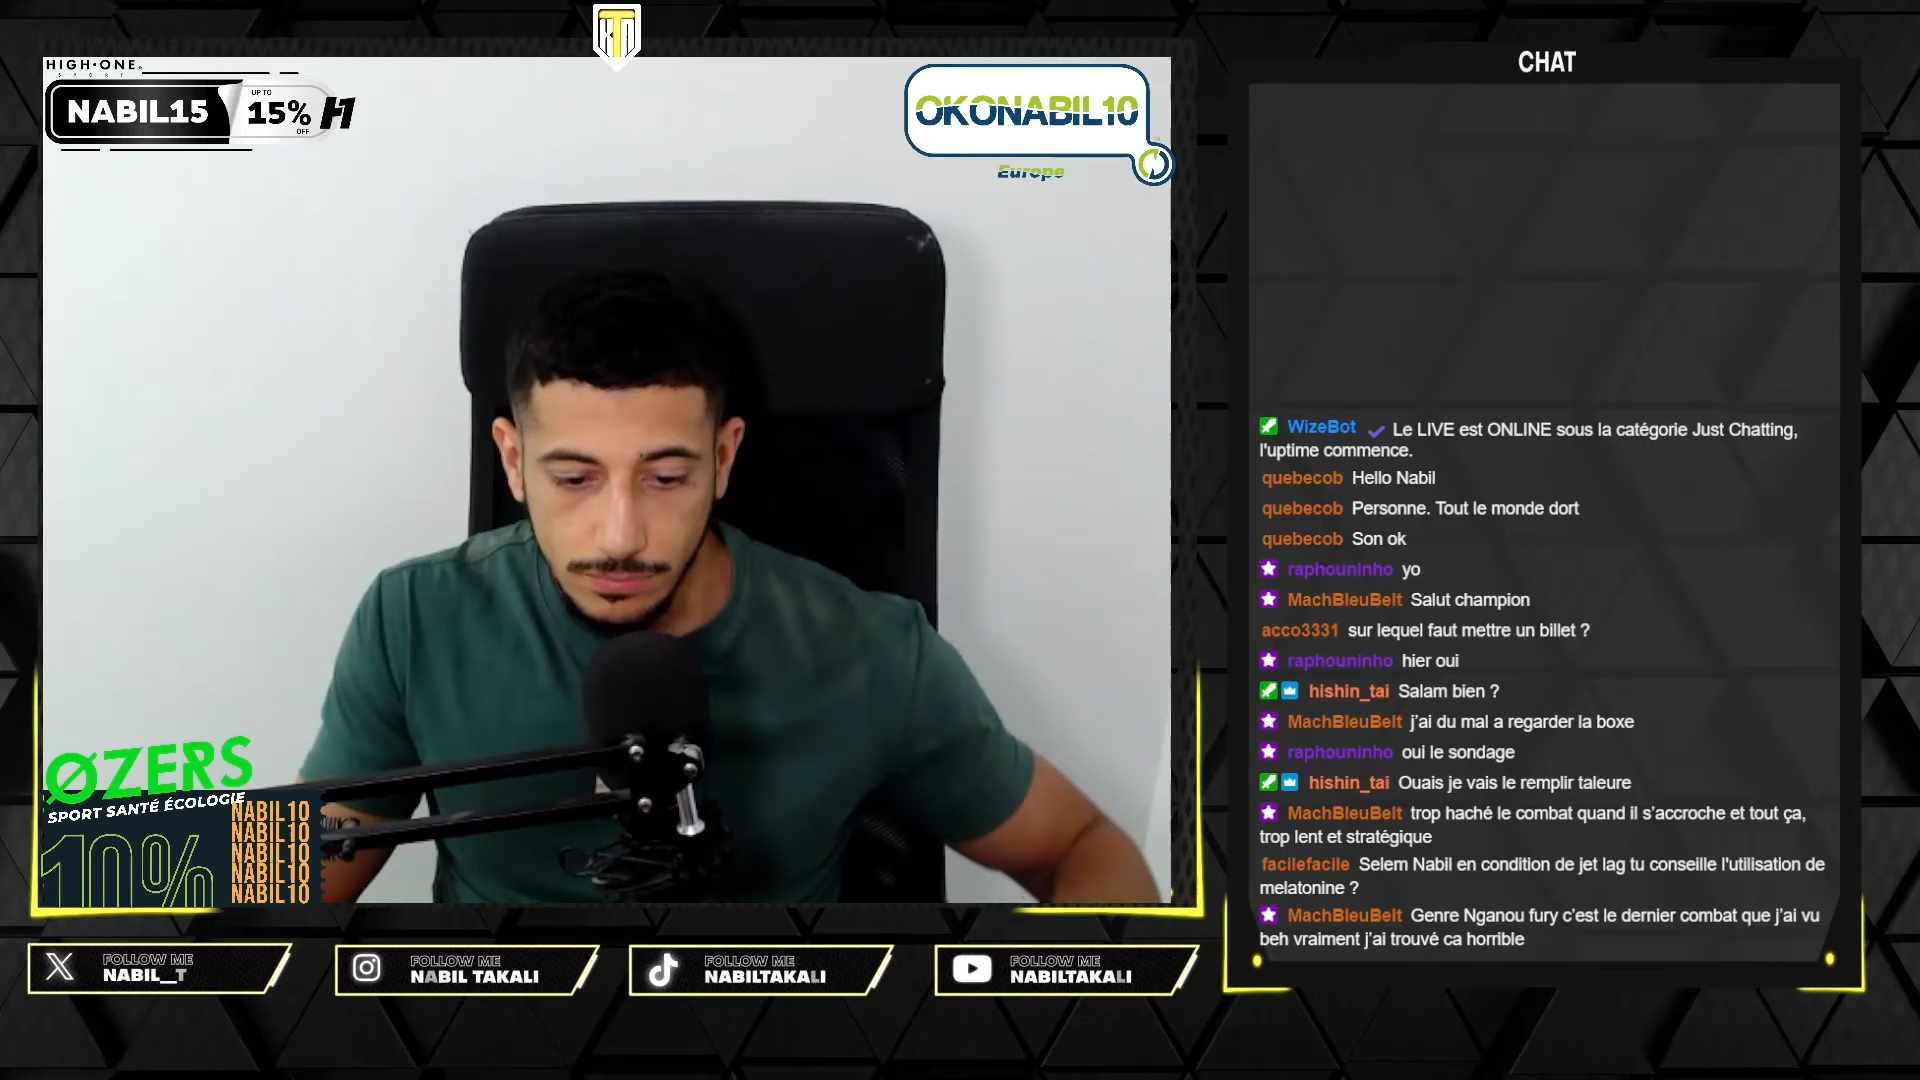 HIGH·ONE
SPORT
NABIL15
UP TO
15%
OFF
H1
KTN
OKONABIL10
Europe
ØZERS
SPORT SANTÉ ÉCOLOGIE
10%
NABIL10
NABIL10
NABIL10
NABIL10
NABIL10
FOLLOW ME
NABIL__T
FOLLOW ME
NABIL TAKALI
FOLLOW ME
NABILTAKALI
FOLLOW ME
NABILTAKALI
CHAT
WizeBot Le LIVE est ONLINE sous la catégorie Just Chatting,
l'uptime commence.
quebecob Hello Nabil
quebecob Personne. Tout le monde dort
quebecob Son ok
raphouninho yo
MachBleuBelt Salut champion
acco3331 sur lequel faut mettre un billet ?
raphouninho hier oui
hishin_tai Salam bien ?
MachBleuBelt j'ai du mal a regarder la boxe
raphouninho oui le sondage
hishin_tai Ouais je vais le remplir taleure
MachBleuBelt trop haché le combat quand il s'accroche et tout ça,
trop lent et stratégique
facilefacile Selem Nabil en condition de jet lag tu conseille l'utilisation de
melatonine ?
MachBleuBelt Genre Nganou fury c'est le dernier combat que j'ai vu
beh vraiment j'ai trouvé ca horrible